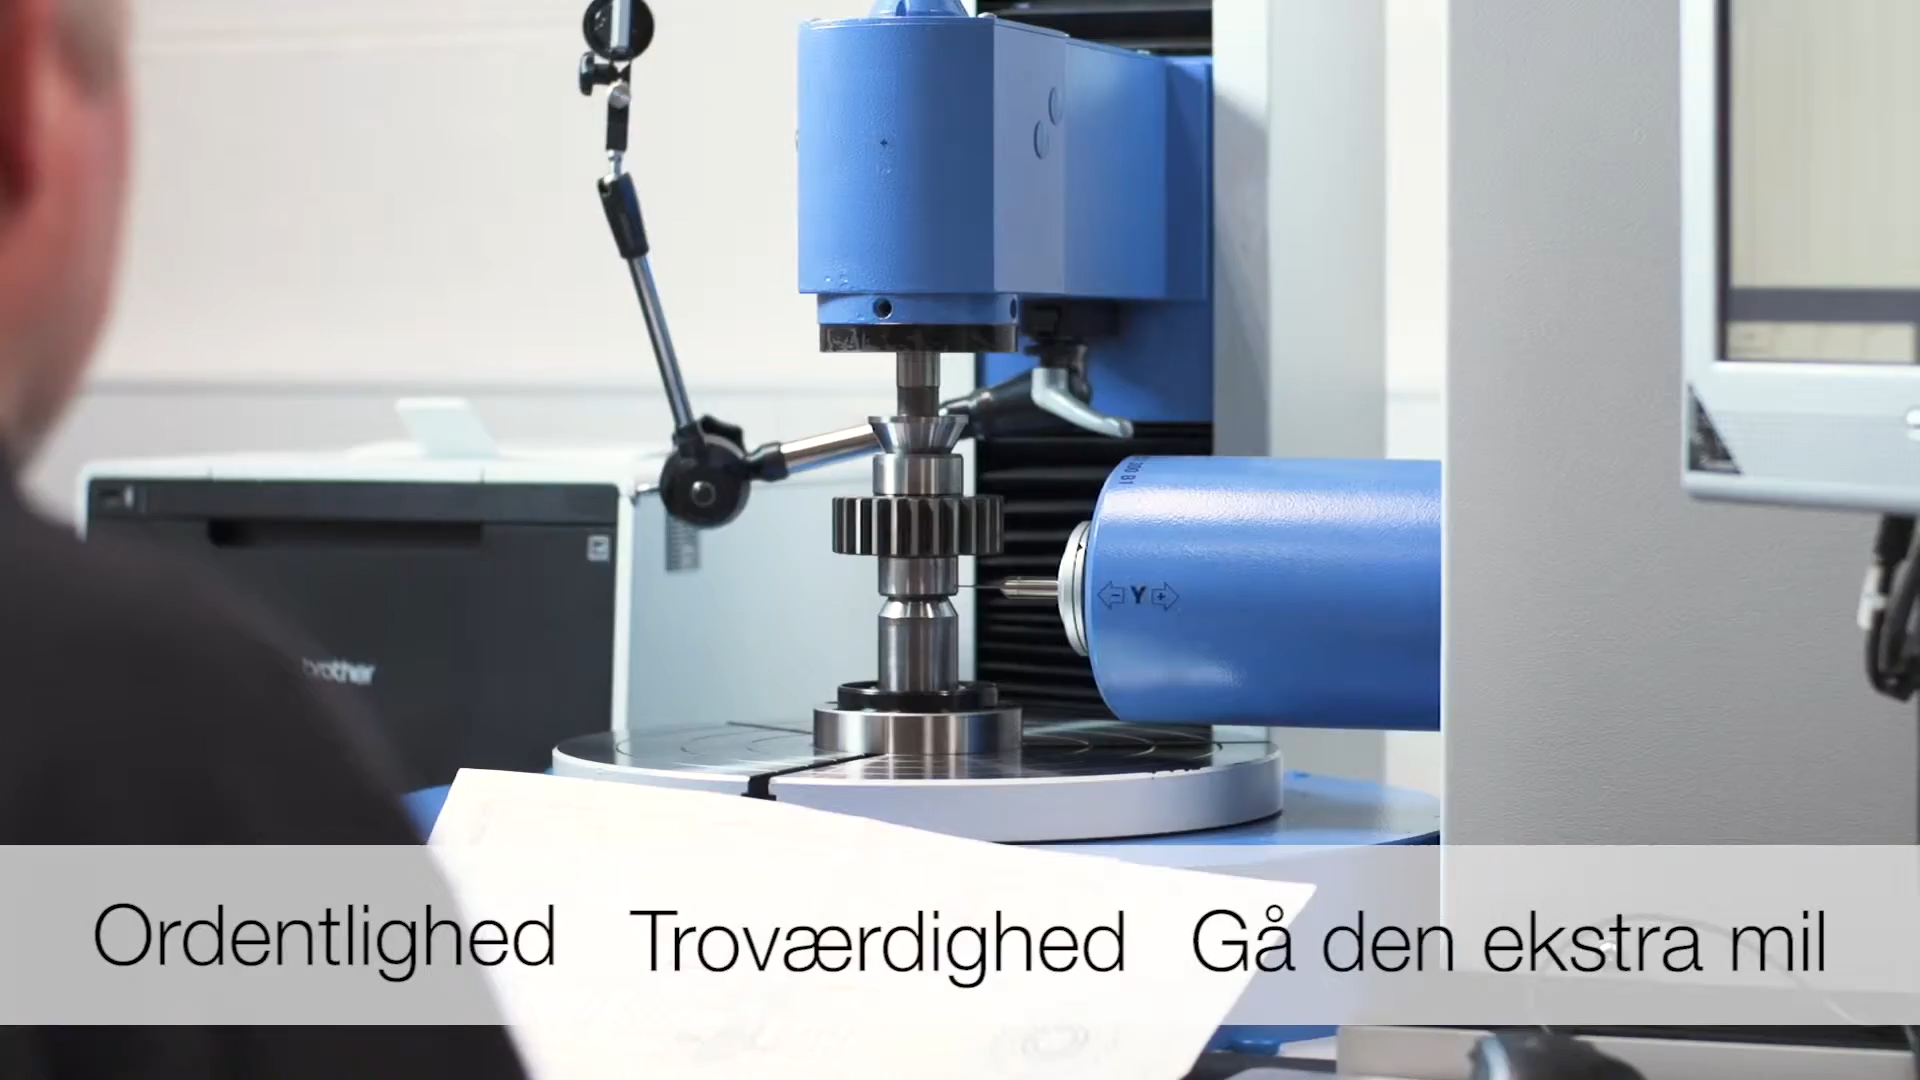 brother
- Y +
Ordentlighed Troværdighed Gå den ekstra mil